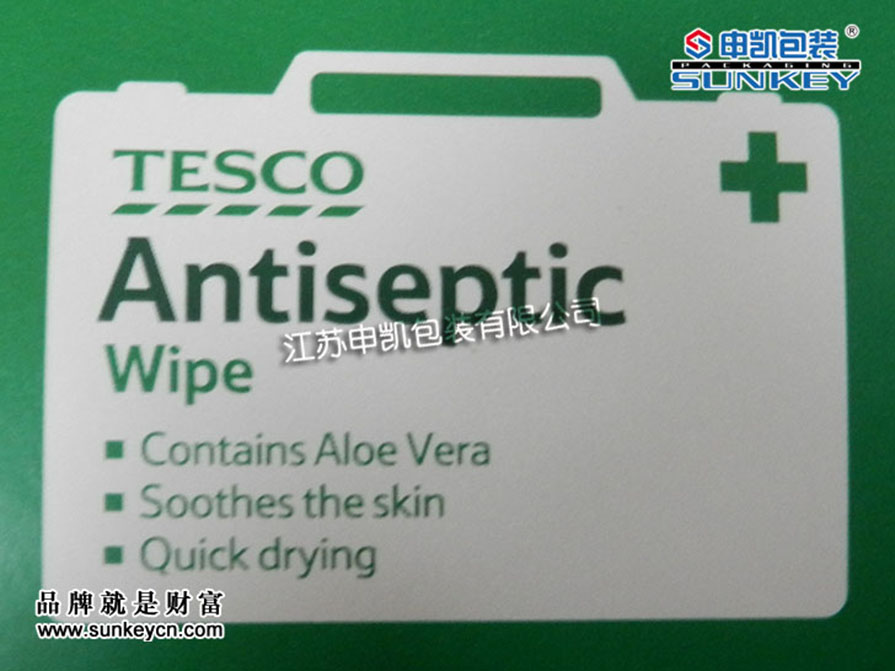 申凯包装®
PACKAGING
SUNKEY
TESCO
Antiseptic
江苏申凯包装有限公司
Wipe
Contains Aloe Vera
Soothes the skin
Quick drying
品牌就是财富
www.sunkeycn.com